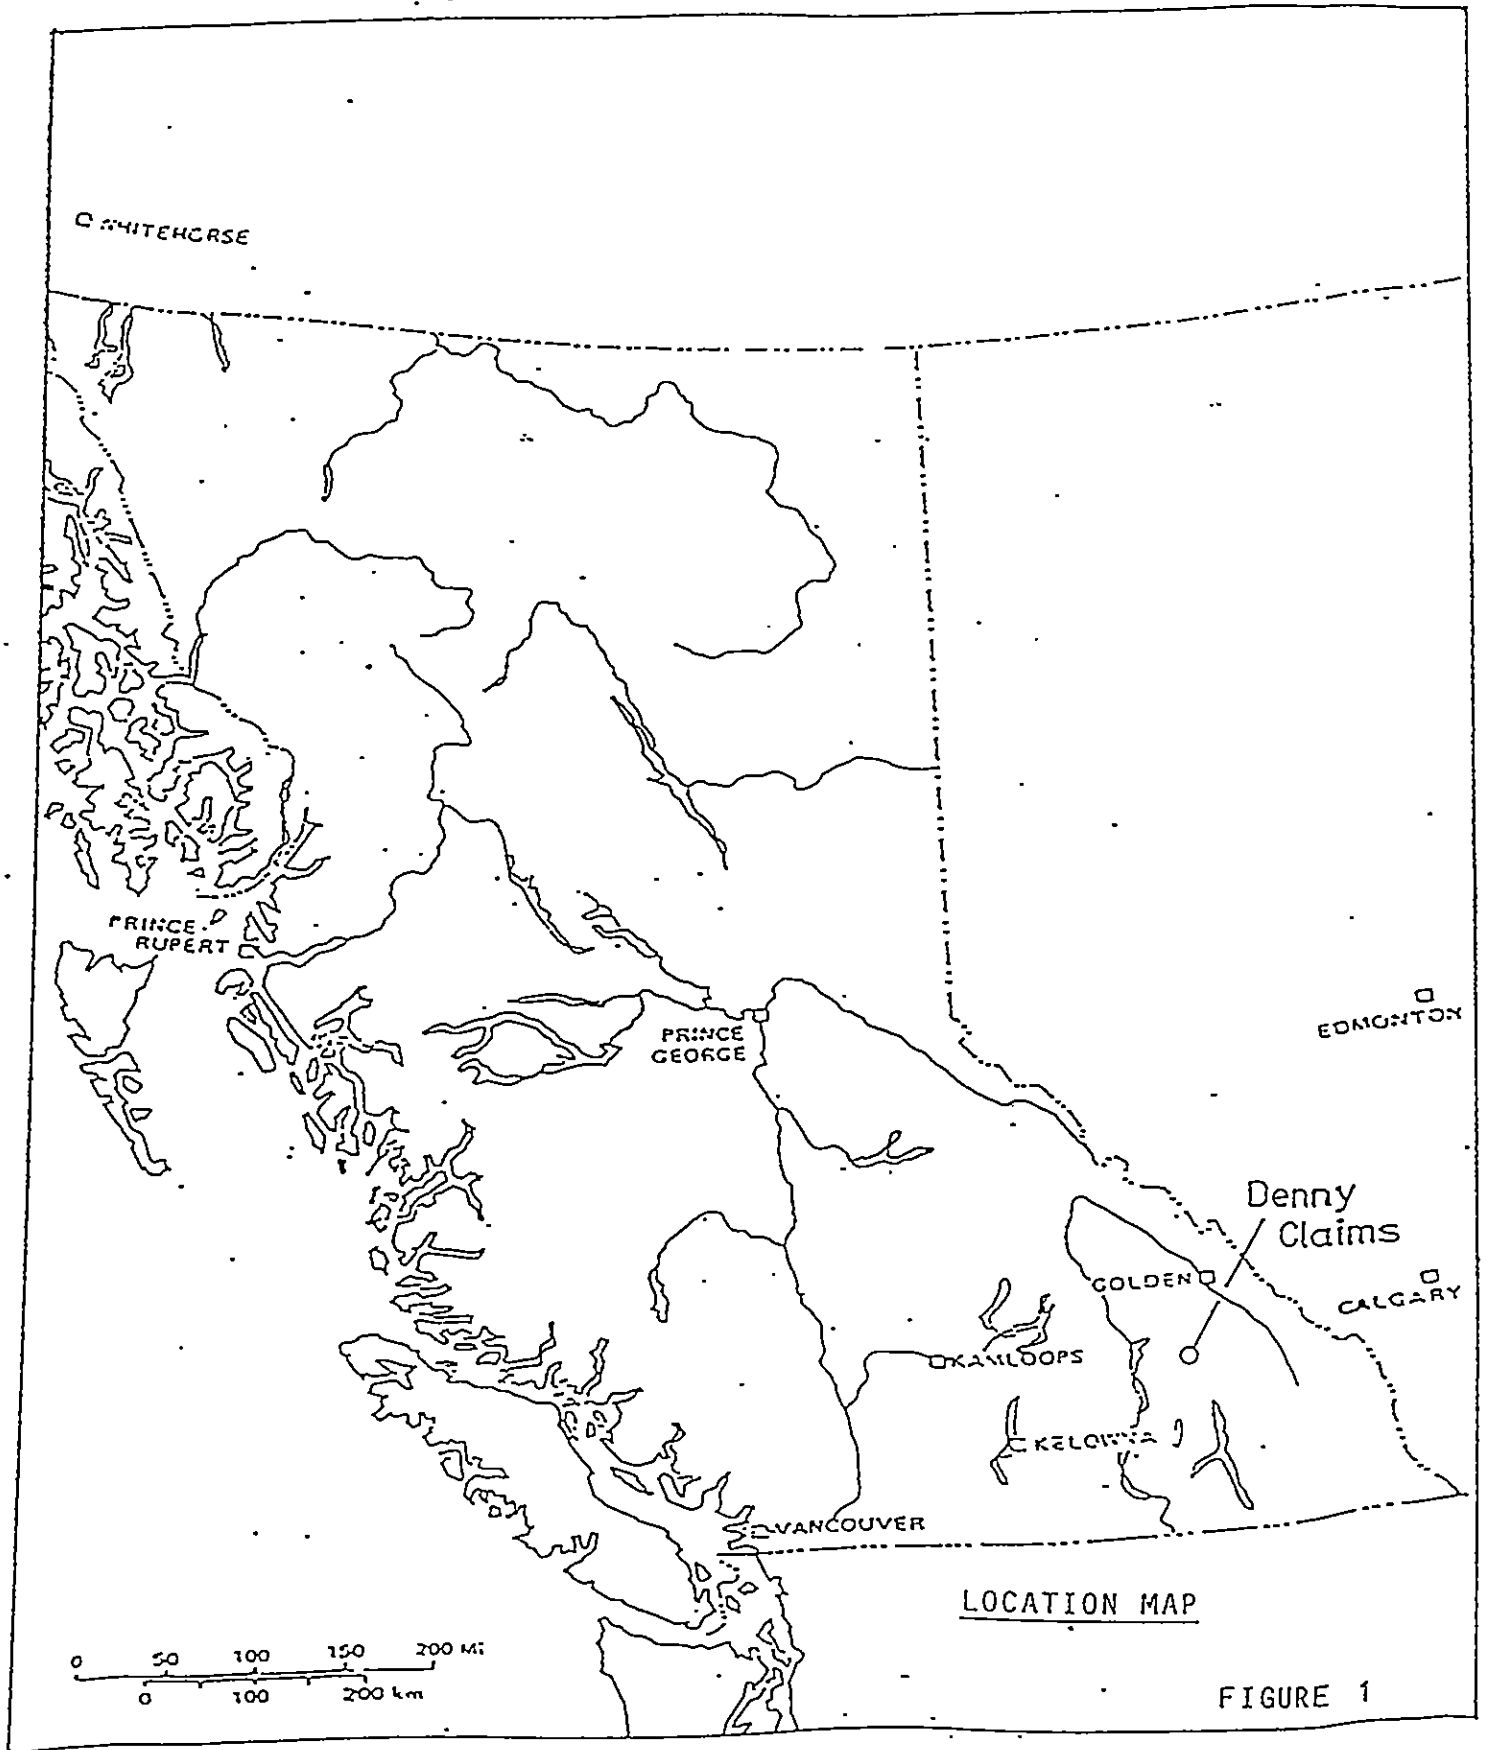 WHITEHORSE
PRINCE
RUPERT
PRINCE
GEORGE
EDMONTON
Denny
Claims
GOLDEN
CALGARY
KAMLOOPS
KELOWNA
VANCOUVER
LOCATION MAP
0 50 100 150 200 Mi
0 100 200 km
FIGURE 1